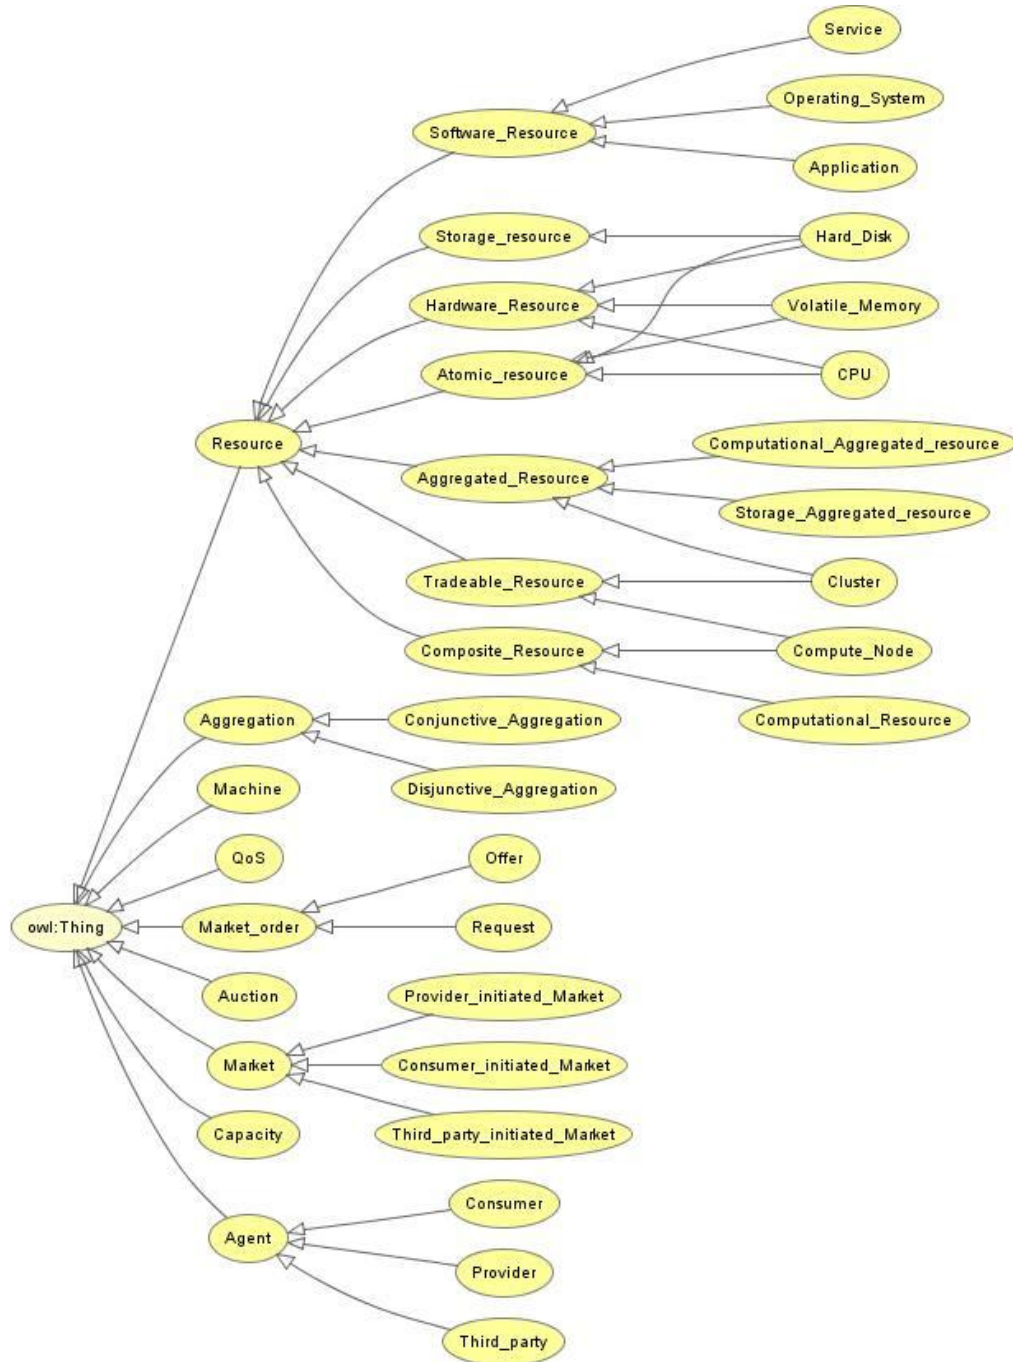 Service
Operating_System
Software_Resource
Application
Storage_resource
Hard_Disk
Hardware_Resource
Volatile_Memory
Atomic_resource
CPU
Resource
Computational_Aggregated_resource
Aggregated_Resource
Storage_Aggregated_resource
Tradeable_Resource
Cluster
Composite_Resource
Compute_Node
Aggregation
Conjunctive_Aggregation
Computational_Resource
Machine
Disjunctive_Aggregation
QoS
Offer
owl:Thing
Market_order
Request
Auction
Provider_initiated_Market
Market
Consumer_initiated_Market
Capacity
Third_party_initiated_Market
Consumer
Agent
Provider
Third_party